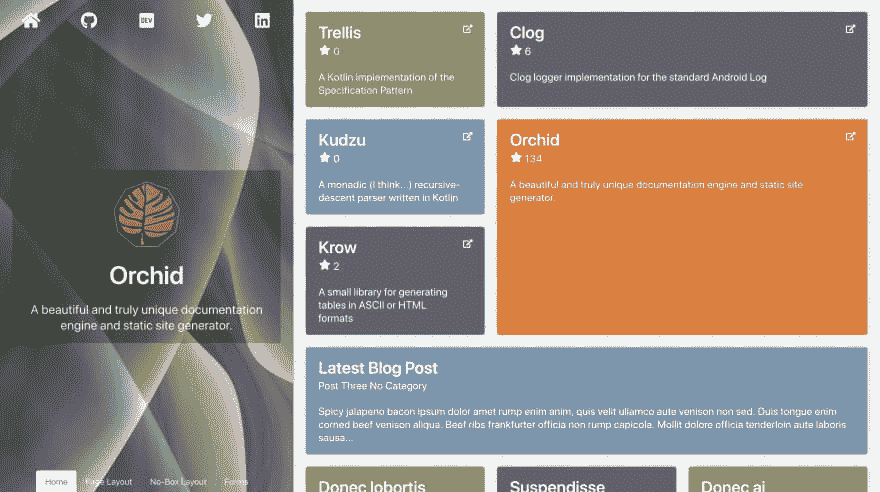 DEV
Orchid
A beautiful and truly unique documentation
engine and static site generator.
Home
Page Layout
No-Box Layout
Forms
Trellis
0
A Kotlin implementation of the
Specification Pattern
Clog
6
Clog logger implementation for the standard Android Log
Kudzu
0
A monadic (I think...) recursive-
descent parser written in Kotlin
Orchid
134
A beautiful and truly unique documentation engine and static site
generator.
Krow
2
A small library for generating
tables in ASCII or HTML
formats
Latest Blog Post
Post Three No Category
Spicy jalapeno bacon ipsum dolor amet rump enim anim, quis velit ullamco aute venison non sed. Duis tongue enim
corned beef venison aliqua. Beef ribs frankfurter officia non rump capicola. Mollit dolore officia tenderloin aute laboris
sausa...
Donec lobortis
Suspendisse
Donec ai